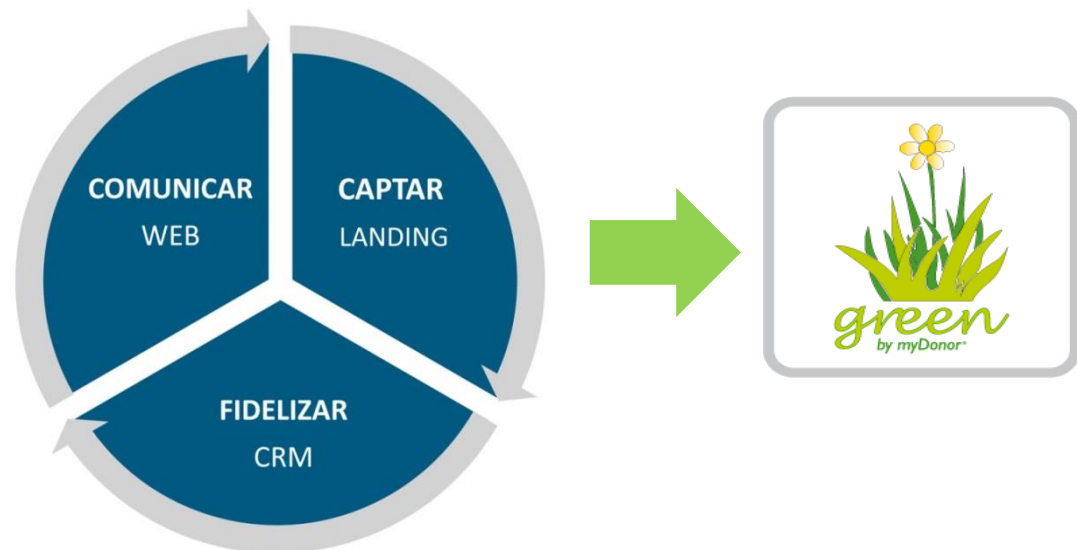 COMUNICAR
WEB
CAPTAR
LANDING
FIDELIZAR
CRM
green
by myDonor®